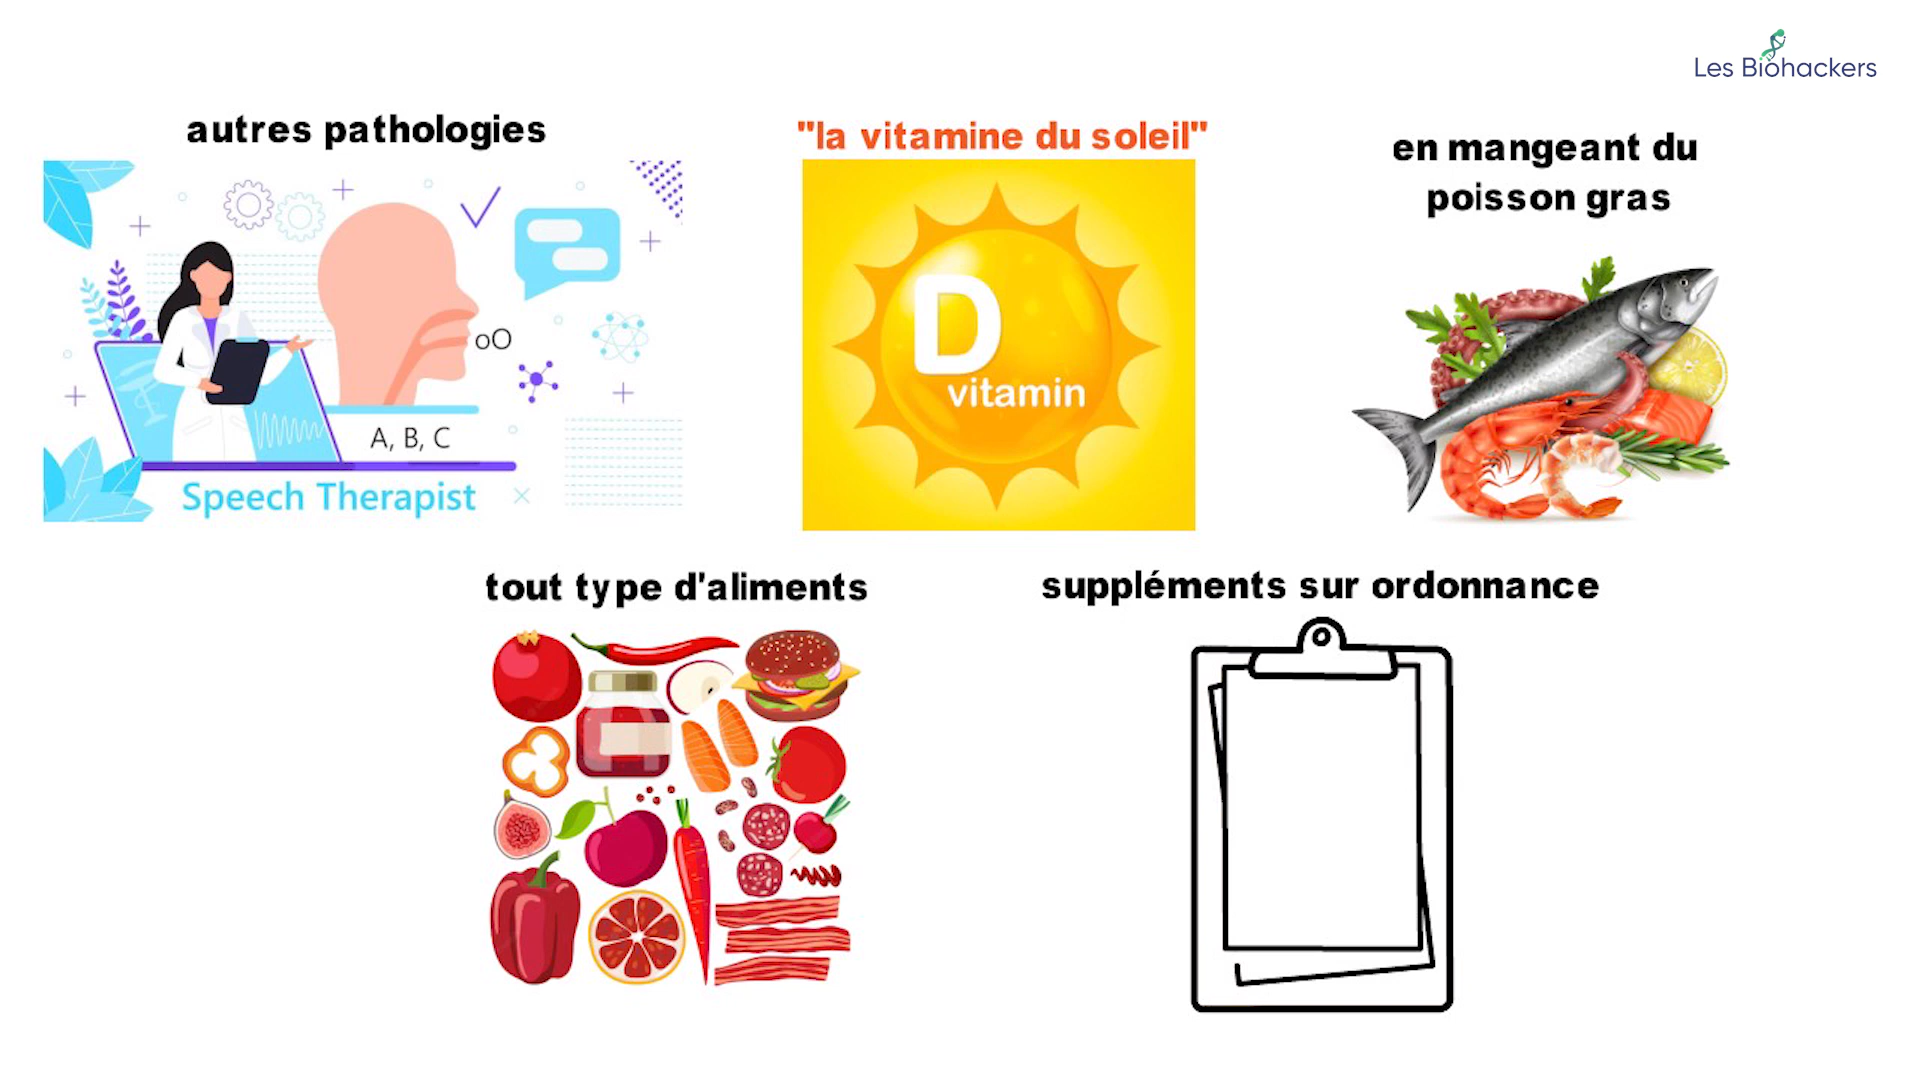 Les Biohackers
autres pathologies
"la vitamine du soleil"
en mangeant du
poisson gras
oO
A, B, C
Speech Therapist
D
vitamin
tout type d'aliments
suppléments sur ordonnance